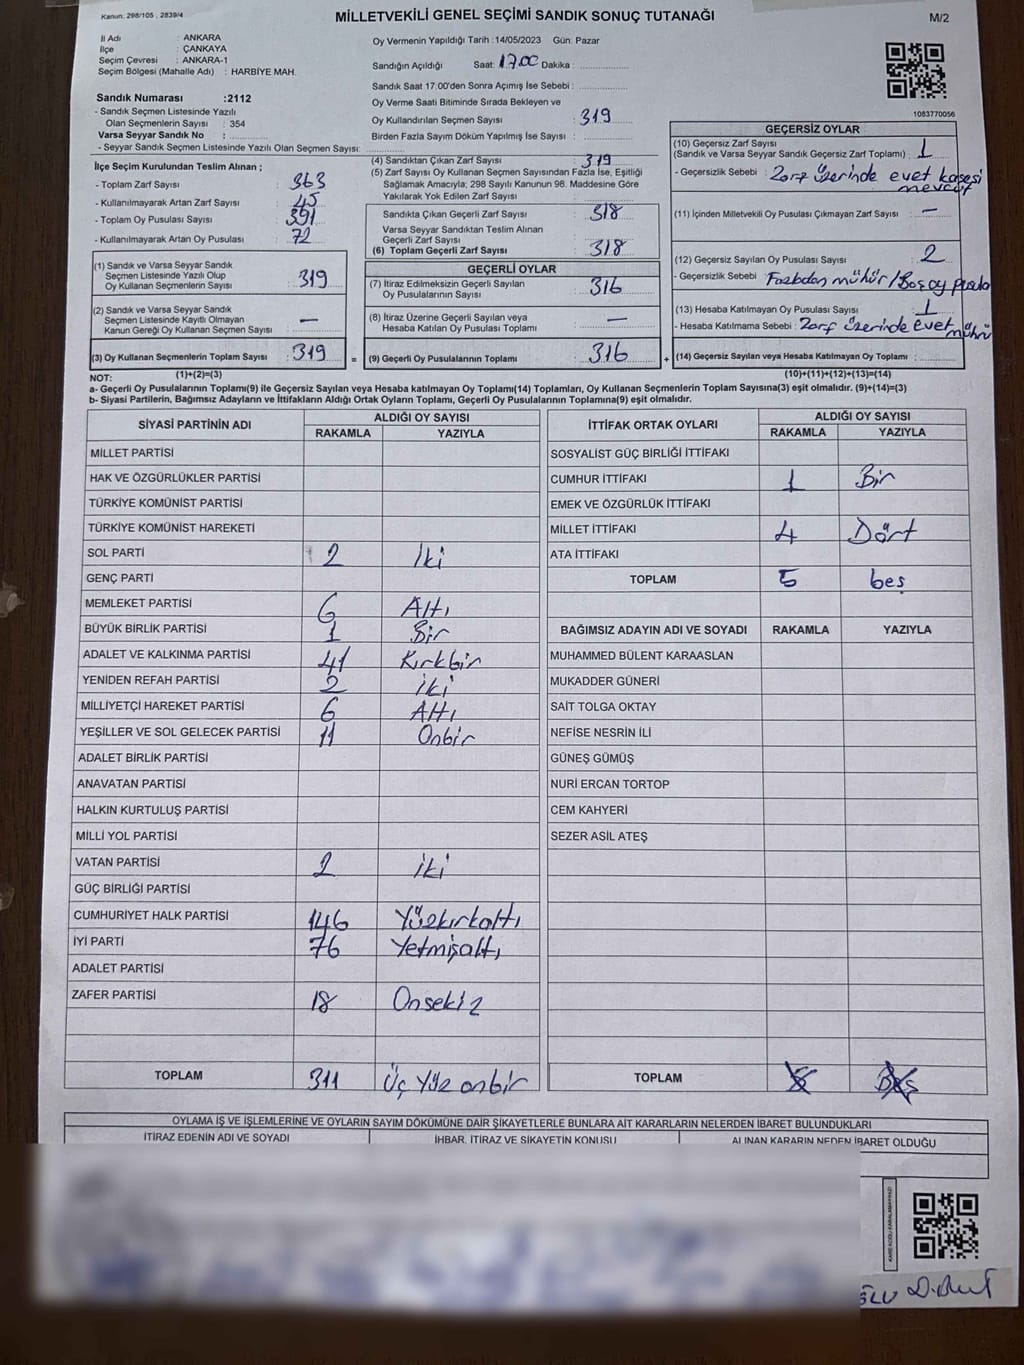 Kanun: 298/105 , 2839/4
MİLLETVEKİLİ GENEL SEÇİMİ SANDIK SONUÇ TUTANAĞI
M/2
İl Adı : ANKARA
İlçe : ÇANKAYA
Seçim Çevresi : ANKARA-1
Seçim Bölgesi (Mahalle Adı) : HARBİYE MAH.
Sandık Numarası :2112
- Sandık Seçmen Listesinde Yazılı
Olan Seçmenlerin Sayısı : 354
Varsa Seyyar Sandık No :
- Seyyar Sandık Seçmen Listesinde Yazılı Olan Seçmen Sayısı:
Oy Vermenin Yapıldığı Tarih :14/05/2023 Gün: Pazar
Sandığın Açıldığı Saat: 17.00 Dakika :
Sandık Saat 17:00'den Sonra Açımış İse Sebebi :
Oy Verme Saati Bitiminde Sırada Bekleyen ve
Oy Kullandırılan Seçmen Sayısı : 319
Birden Fazla Sayım Döküm Yapılmış İse Sayısı :
1083770056
İlçe Seçim Kurulundan Teslim Alınan ;
- Toplam Zarf Sayısı : 363
- Kullanılmayarak Artan Zarf Sayısı : 45
- Toplam Oy Pusulası Sayısı : 391
- Kullanılmayarak Artan Oy Pusulası : 72
(4) Sandıktan Çıkan Zarf Sayısı : 319
(5) Zarf Sayısı Oy Kullanan Seçmen Sayısından Fazla İse, Eşitliği
Sağlamak Amacıyla, 298 Sayılı Kanunun 98. Maddesine Göre
Yakılarak Yok Edilen Zarf Sayısı :
Sandıkta Çıkan Geçerli Zarf Sayısı : 318
Varsa Seyyar Sandıktan Teslim Alınan
Geçerli Zarf Sayısı :
(6) Toplam Geçerli Zarf Sayısı : 318
GEÇERSİZ OYLAR
(10) Geçersiz Zarf Sayısı
(Sandık ve Varsa Seyyar Sandık Geçersiz Zarf Toplamı) : 1
- Geçersizlik Sebebi : Zarf üzerinde evet kaşesi
mevcut
(11) İçinden Milletvekili Oy Pusulası Çıkmayan Zarf Sayısı : -
(12) Geçersiz Sayılan Oy Pusulası Sayısı : 2
- Geçersizlik Sebebi : Fazladan mühür / Boş oy pusula
(13) Hesaba Katılmayan Oy Pusulası Sayısı : 1
- Hesaba Katılmama Sebebi : Zarf üzerinde evet mührü
(14) Geçersiz Sayılan veya Hesaba Katılmayan Oy Toplamı :
(10)+(11)+(12)+(13)=(14)
(1) Sandık ve Varsa Seyyar Sandık
Seçmen Listesinde Yazılı Olup
Oy Kullanan Seçmenlerin Sayısı : 319
(2) Sandık ve Varsa Seyyar Sandık
Seçmen Listesinde Kayıtlı Olmayan
Kanun Gereği Oy Kullanan Seçmen Sayısı : -
(3) Oy Kullanan Seçmenlerin Toplam Sayısı : 319 =
(1)+(2)=(3)
GEÇERLİ OYLAR
(7) İtiraz Edilmeksizin Geçerli Sayılan
Oy Pusulalarının Sayısı : 316
(8) İtiraz Üzerine Geçerli Sayılan veya
Hesaba Katılan Oy Pusulası Toplamı : -
(9) Geçerli Oy Pusulalarının Toplamı : 316 +
NOT:
a- Geçerli Oy Pusulalarının Toplamı(9) ile Geçersiz Sayılan veya Hesaba katılmayan Oy Toplamı(14) Toplamları, Oy Kullanan Seçmenlerin Toplam Sayısına(3) eşit olmalıdır. (9)+(14)=(3)
b- Siyasi Partilerin, Bağımsız Adayların ve İttifakların Aldığı Ortak Oyların Toplamı, Geçerli Oy Pusulalarının Toplamına(9) eşit olmalıdır.
SİYASİ PARTİNİN ADI ALDIĞI OY SAYISI
RAKAMLA YAZIYLA
MİLLET PARTİSİ
HAK VE ÖZGÜRLÜKLER PARTİSİ
TÜRKİYE KOMÜNİST PARTİSİ
TÜRKİYE KOMÜNİST HAREKETİ
SOL PARTİ 2 İki
GENÇ PARTİ
MEMLEKET PARTİSİ 6 Altı
BÜYÜK BİRLİK PARTİSİ 1 Bir
ADALET VE KALKINMA PARTİSİ 41 Kırkbir
YENİDEN REFAH PARTİSİ 2 İki
MİLLİYETÇİ HAREKET PARTİSİ 6 Altı
YEŞİLLER VE SOL GELECEK PARTİSİ 11 Onbir
ADALET BİRLİK PARTİSİ
ANAVATAN PARTİSİ
HALKIN KURTULUŞ PARTİSİ
MİLLİ YOL PARTİSİ
VATAN PARTİSİ 2 İki
GÜÇ BİRLİĞİ PARTİSİ
CUMHURİYET HALK PARTİSİ 146 Yüzkırkaltı
İYİ PARTİ 76 Yetmişaltı
ADALET PARTİSİ
ZAFER PARTİSİ 18 Onsekiz
TOPLAM 311 Üç Yüz onbir
İTTİFAK ORTAK OYLARI ALDIĞI OY SAYISI
RAKAMLA YAZIYLA
SOSYALİST GÜÇ BİRLİĞİ İTTİFAKI
CUMHUR İTTİFAKI 1 Bir
EMEK VE ÖZGÜRLÜK İTTİFAKI
MİLLET İTTİFAKI 4 Dört
ATA İTTİFAKI
TOPLAM 5 beş
BAĞIMSIZ ADAYIN ADI VE SOYADI RAKAMLA YAZIYLA
MUHAMMED BÜLENT KARAASLAN
MUKADDER GÜNERİ
SAİT TOLGA OKTAY
NEFİSE NESRİN İLİ
GÜNEŞ GÜMÜŞ
NURİ ERCAN TORTOP
CEM KAHYERİ
SEZER ASİL ATEŞ
TOPLAM 5 Beş
OYLAMA İŞ VE İŞLEMLERİNE VE OYLARIN SAYIM DÖKÜMÜNE DAİR ŞİKAYETLERLE BUNLARA AİT KARARLARIN NELERDEN İBARET BULUNDUKLARI
İTİRAZ EDENİN ADI VE SOYADI İHBAR, İTİRAZ VE ŞİKAYETİN KONUSU ALINAN KARARIN NEDEN İBARET OLDUĞU
KARE KODU KARALAMAYINIZ!